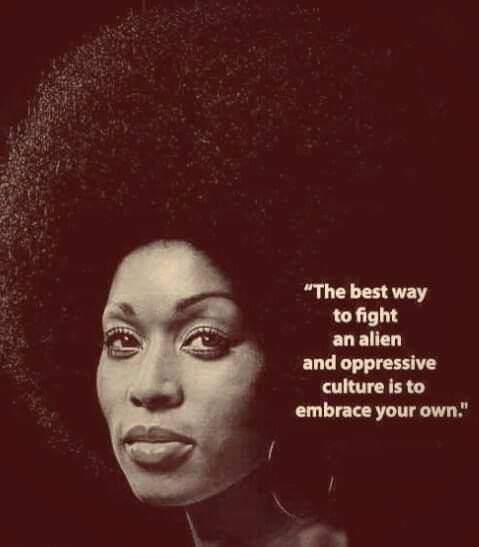 “The best way
to fight
an alien
and oppressive
culture is to
embrace your own."